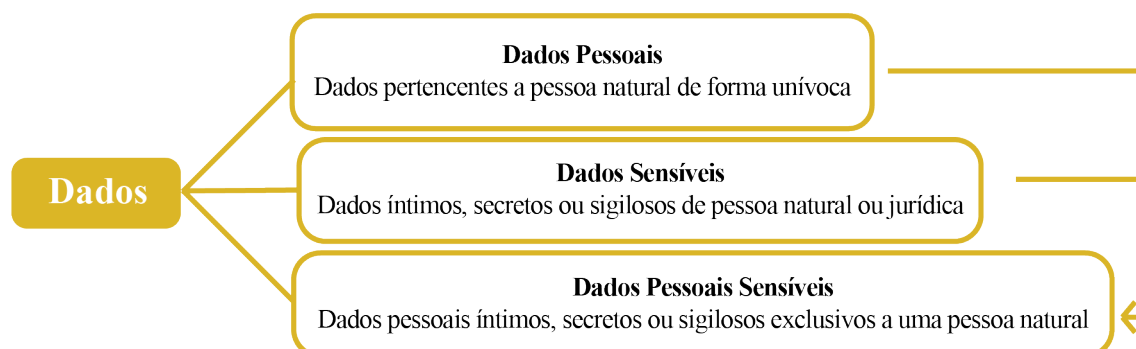 Dados
Dados Pessoais
Dados pertencentes a pessoa natural de forma unívoca
Dados Sensíveis
Dados íntimos, secretos ou sigilosos de pessoa natural ou jurídica
Dados Pessoais Sensíveis
Dados pessoais íntimos, secretos ou sigilosos exclusivos a uma pessoa natural